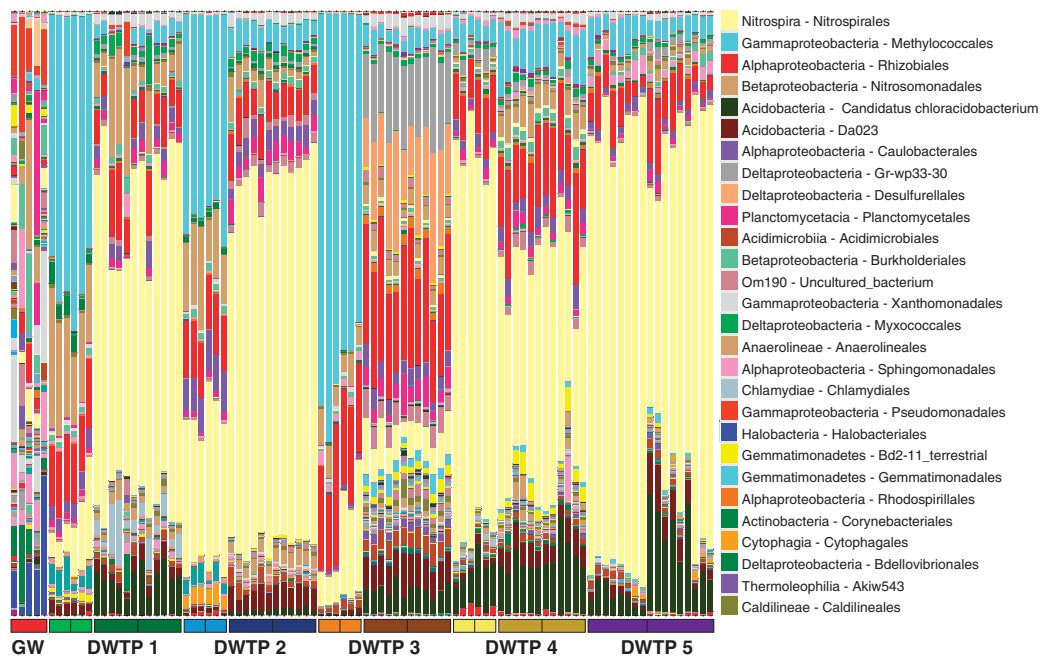 Nitrospira - Nitrospirales
Gammaproteobacteria - Methylococcales
Alphaproteobacteria - Rhizobiales
Betaproteobacteria - Nitrosomonadales
Acidobacteria - Candidatus chloracidobacterium
Acidobacteria - Da023
Alphaproteobacteria - Caulobacterales
Deltaproteobacteria - Gr-wp33-30
Deltaproteobacteria - Desulfurellales
Planctomycetacia - Planctomycetales
Acidimicrobiia - Acidimicrobiales
Betaproteobacteria - Burkholderiales
Om190 - Uncultured_bacterium
Gammaproteobacteria - Xanthomonadales
Deltaproteobacteria - Myxococcales
Anaerolineae - Anaerolineales
Alphaproteobacteria - Sphingomonadales
Chlamydiae - Chlamydiales
Gammaproteobacteria - Pseudomonadales
Halobacteria - Halobacteriales
Gemmatimonadetes - Bd2-11_terrestrial
Gemmatimonadetes - Gemmatimonadales
Alphaproteobacteria - Rhodospirillales
Actinobacteria - Corynebacteriales
Cytophagia - Cytophagales
Deltaproteobacteria - Bdellovibrionales
Thermoleophilia - Akiw543
Caldilineae - Caldilineales
GW DWTP 1 DWTP 2 DWTP 3 DWTP 4 DWTP 5